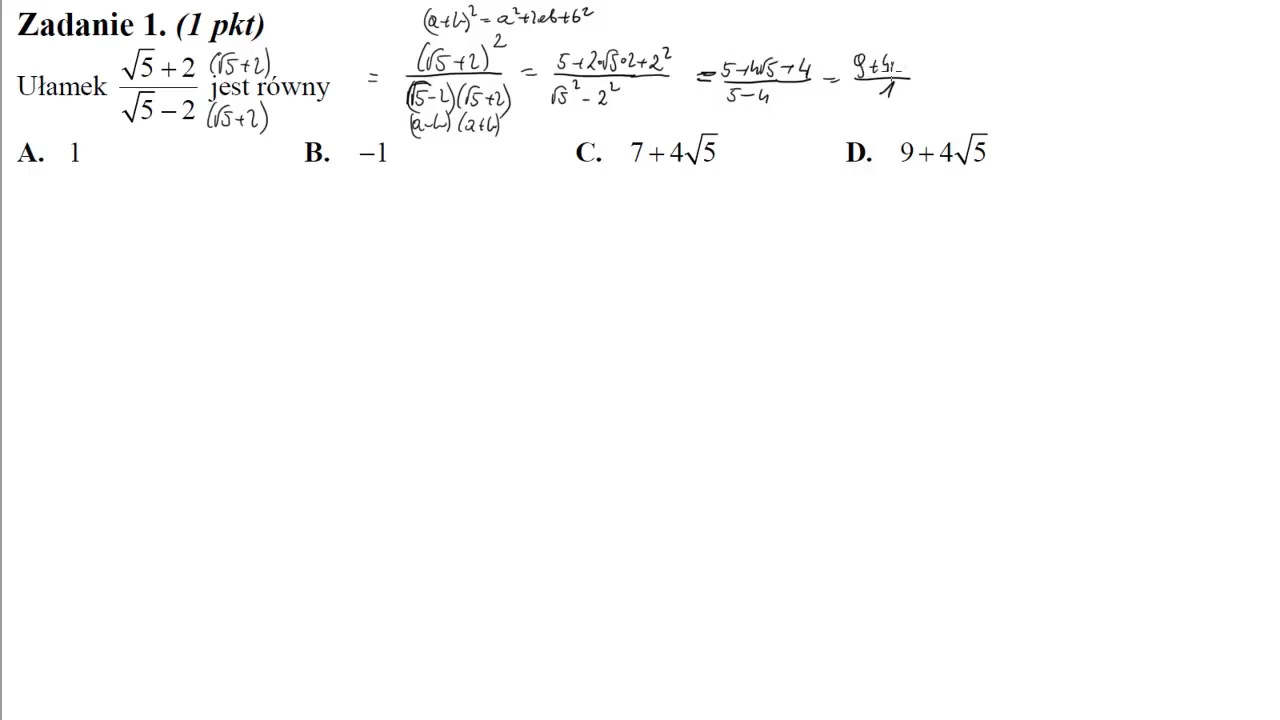 Zadanie 1. (1 pkt)
(a+b)² = a²+2ab+b²
Ułamek (√5+2)/(√5−2) (√5+2)/(√5+2) jest równy = (√5+2)²/((√5−2)(√5+2)) = (5+2·√5·2+2²)/(√5²−2²) = (5+4√5+4)/(5−4) = 9+4√/1
(a−b)(a+b)
A. 1 B. −1 C. 7+4√5 D. 9+4√5